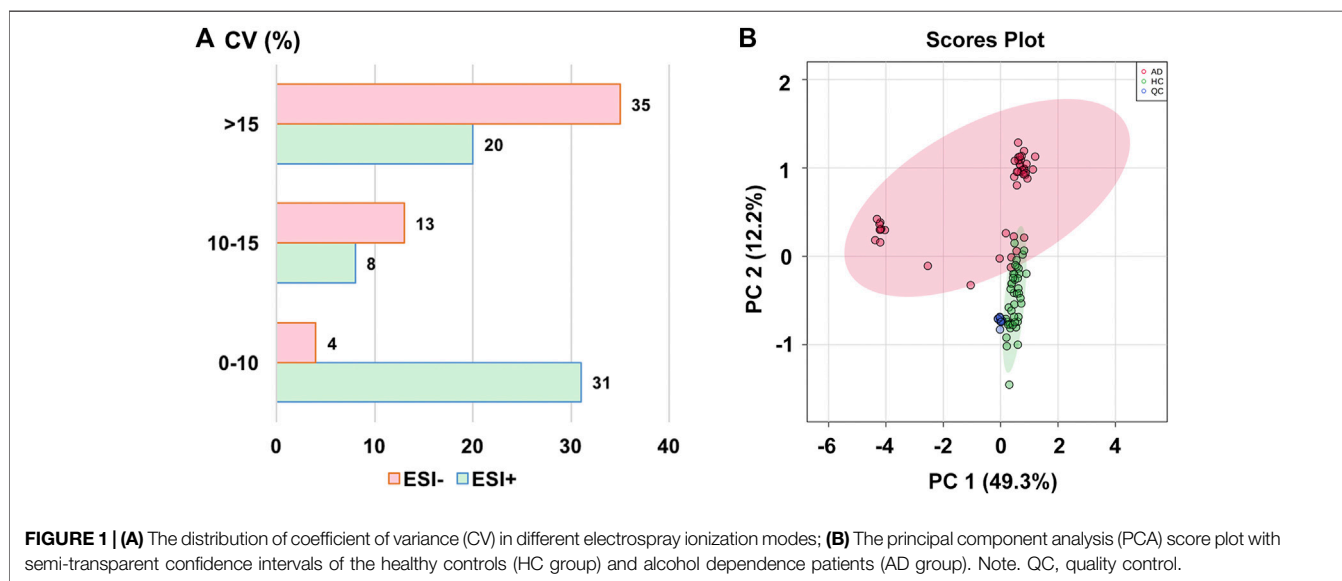 A CV (%)
>15
35
20
10-15
13
8
0-10
4
31
0 10 20 30 40
ESI- ESI+
B Scores Plot
AD
HC
QC
PC 2 (12.2%)
2
1
0
-1
-6 -4 -2 0 2 4
PC 1 (49.3%)
FIGURE 1 | (A) The distribution of coefficient of variance (CV) in different electrospray ionization modes; (B) The principal component analysis (PCA) score plot with
semi-transparent confidence intervals of the healthy controls (HC group) and alcohol dependence patients (AD group). Note. QC, quality control.